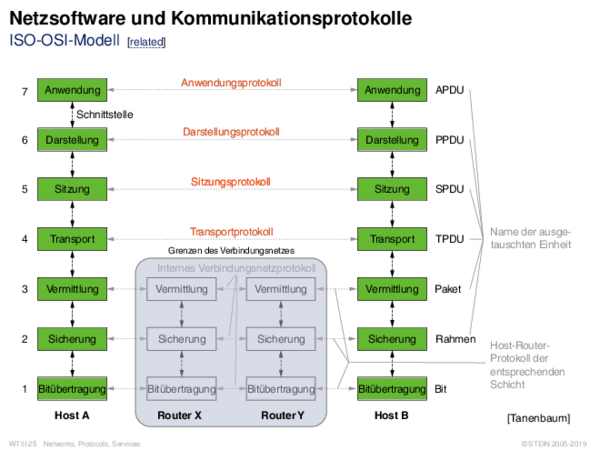 Netzsoftware und Kommunikationsprotokolle
ISO-OSI-Modell [related]
7 Anwendung Anwendungsprotokoll Anwendung APDU
Schnittstelle
6 Darstellung Darstellungsprotokoll Darstellung PPDU
5 Sitzung Sitzungsprotokoll Sitzung SPDU
4 Transport Transportprotokoll Transport TPDU
Name der ausge-
tauschten Einheit
Grenzen des Verbindungsnetzes
Internes Verbindungsnetzprotokoll
3 Vermittlung Vermittlung Vermittlung Vermittlung Paket
2 Sicherung Sicherung Sicherung Sicherung Rahmen
Host-Router-
Protokoll der
entsprechenden
Schicht
1 Bitübertragung Bitübertragung Bitübertragung Bitübertragung Bit
Host A Router X Router Y Host B
[Tanenbaum]
WT:II-25 Networks, Protocols, Services © STEIN 2005-2019